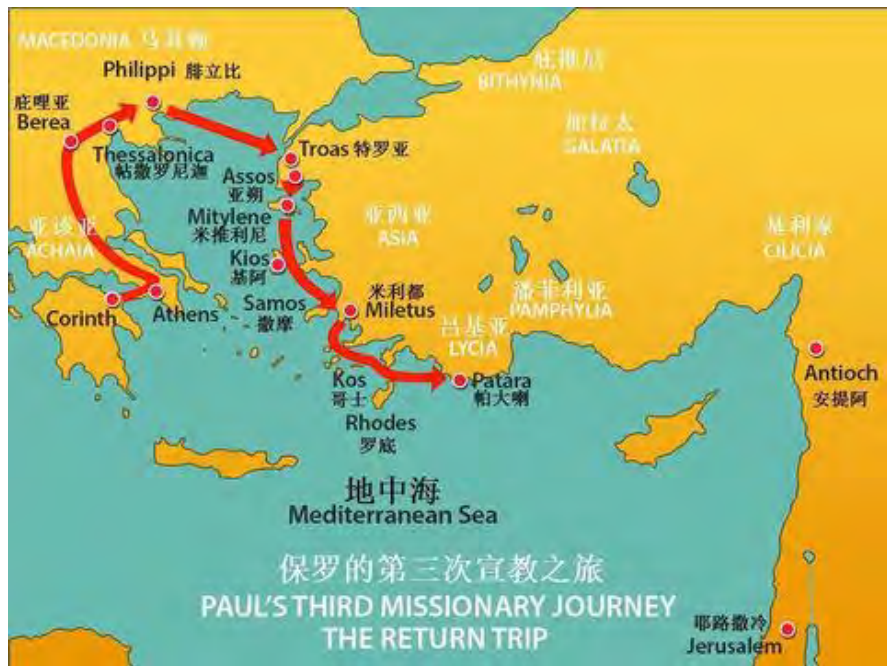 MACEDONIA 马其顿
Philippi 腓立比
庇推尼
BITHYNIA
庇哩亚
Berea
Thessalonica
帖撒罗尼迦
Troas 特罗亚
加拉太
GALATIA
Assos
亚朔
Mitylene
米推利尼
亚该亚
ACHAIA
亚西亚
ASIA
基利家
CILICIA
Kios
基阿
Corinth
Athens
Samos
撒摩
米利都
Miletus
潘菲利亚
PAMPHYLIA
吕基亚
LYCIA
Kos
哥士
Patara
帕大喇
Antioch
安提阿
Rhodes
罗底
地中海
Mediterranean Sea
保罗的第三次宣教之旅
PAUL'S THIRD MISSIONARY JOURNEY
THE RETURN TRIP
耶路撒冷
Jerusalem